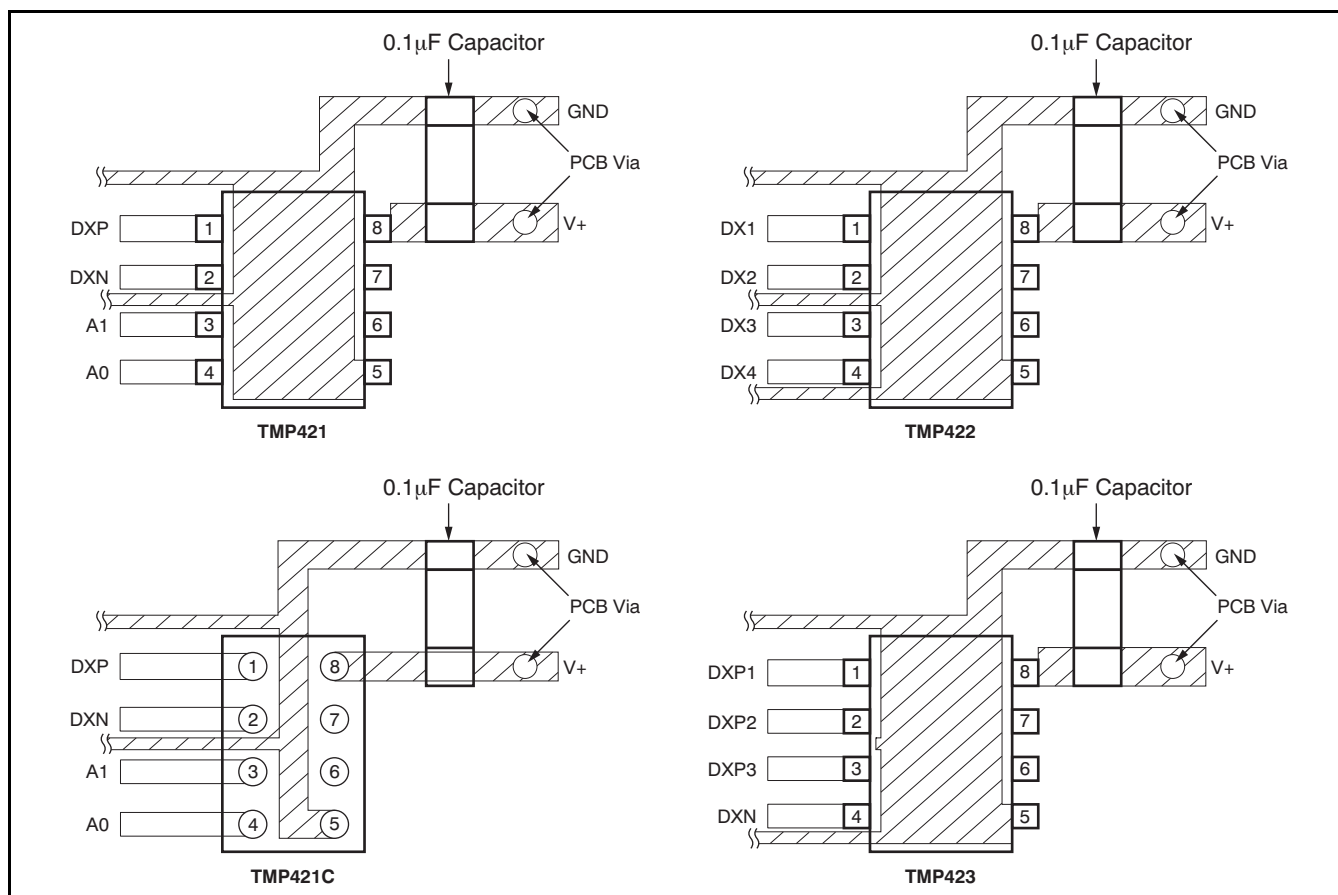 0.1μF Capacitor
GND
PCB Via
V+
DXP
DXN
A1
A0
1
2
3
4
8
7
6
5
TMP421
0.1μF Capacitor
GND
PCB Via
V+
DX1
DX2
DX3
DX4
1
2
3
4
8
7
6
5
TMP422
0.1μF Capacitor
GND
PCB Via
V+
DXP
DXN
A1
A0
1
2
3
4
8
7
6
5
TMP421C
0.1μF Capacitor
GND
PCB Via
V+
DXP1
DXP2
DXP3
DXN
1
2
3
4
8
7
6
5
TMP423